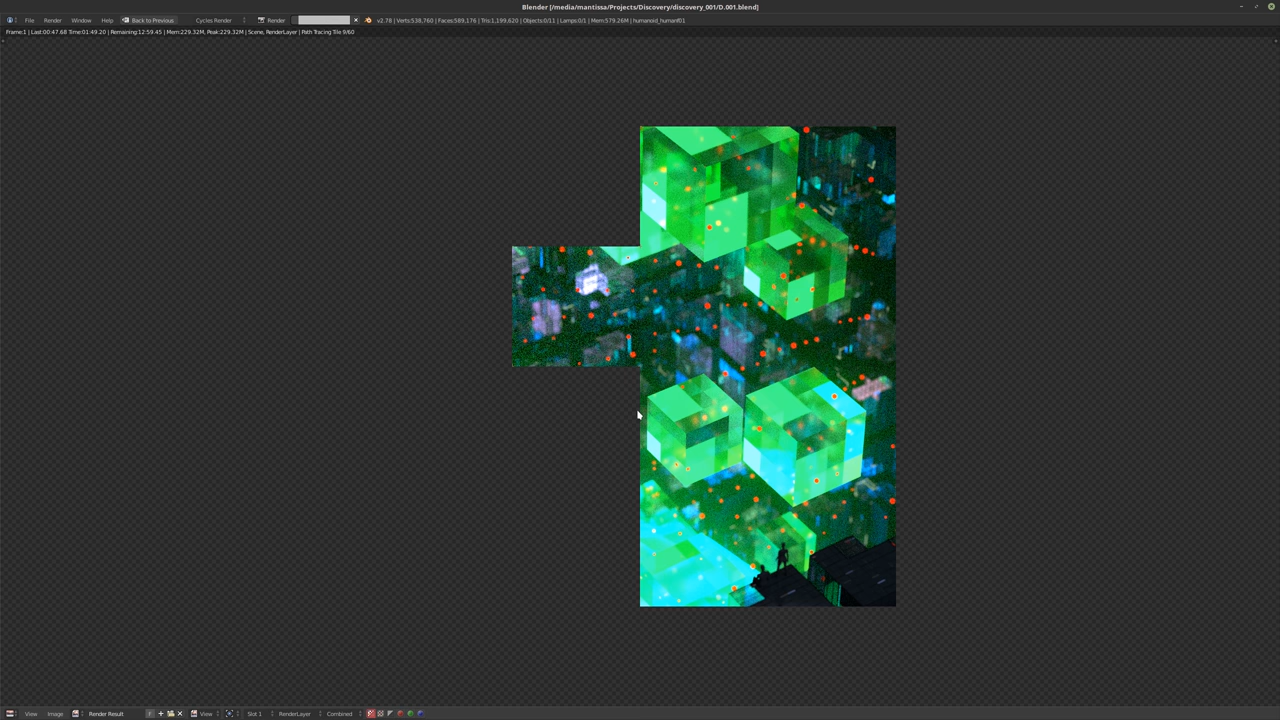 Blender [/media/mantissa/Projects/Discovery/discovery_001/D.001.blend]
File Render Window Help Back to Previous Cycles Render Render v2.78 | Verts:538,760 | Faces:589,176 | Tris:1,199,620 | Objects:0/11 | Lamps:0/1 | Mem:579.26M | humanoid_humanf01
Frame:1 | Last:00:47.68 Time:01:49.20 | Remaining:12:59.45 | Mem:229.32M, Peak:229.32M | Scene, RenderLayer | Path Tracing Tile 9/60
View Image Render Result F View Slot 1 RenderLayer Combined